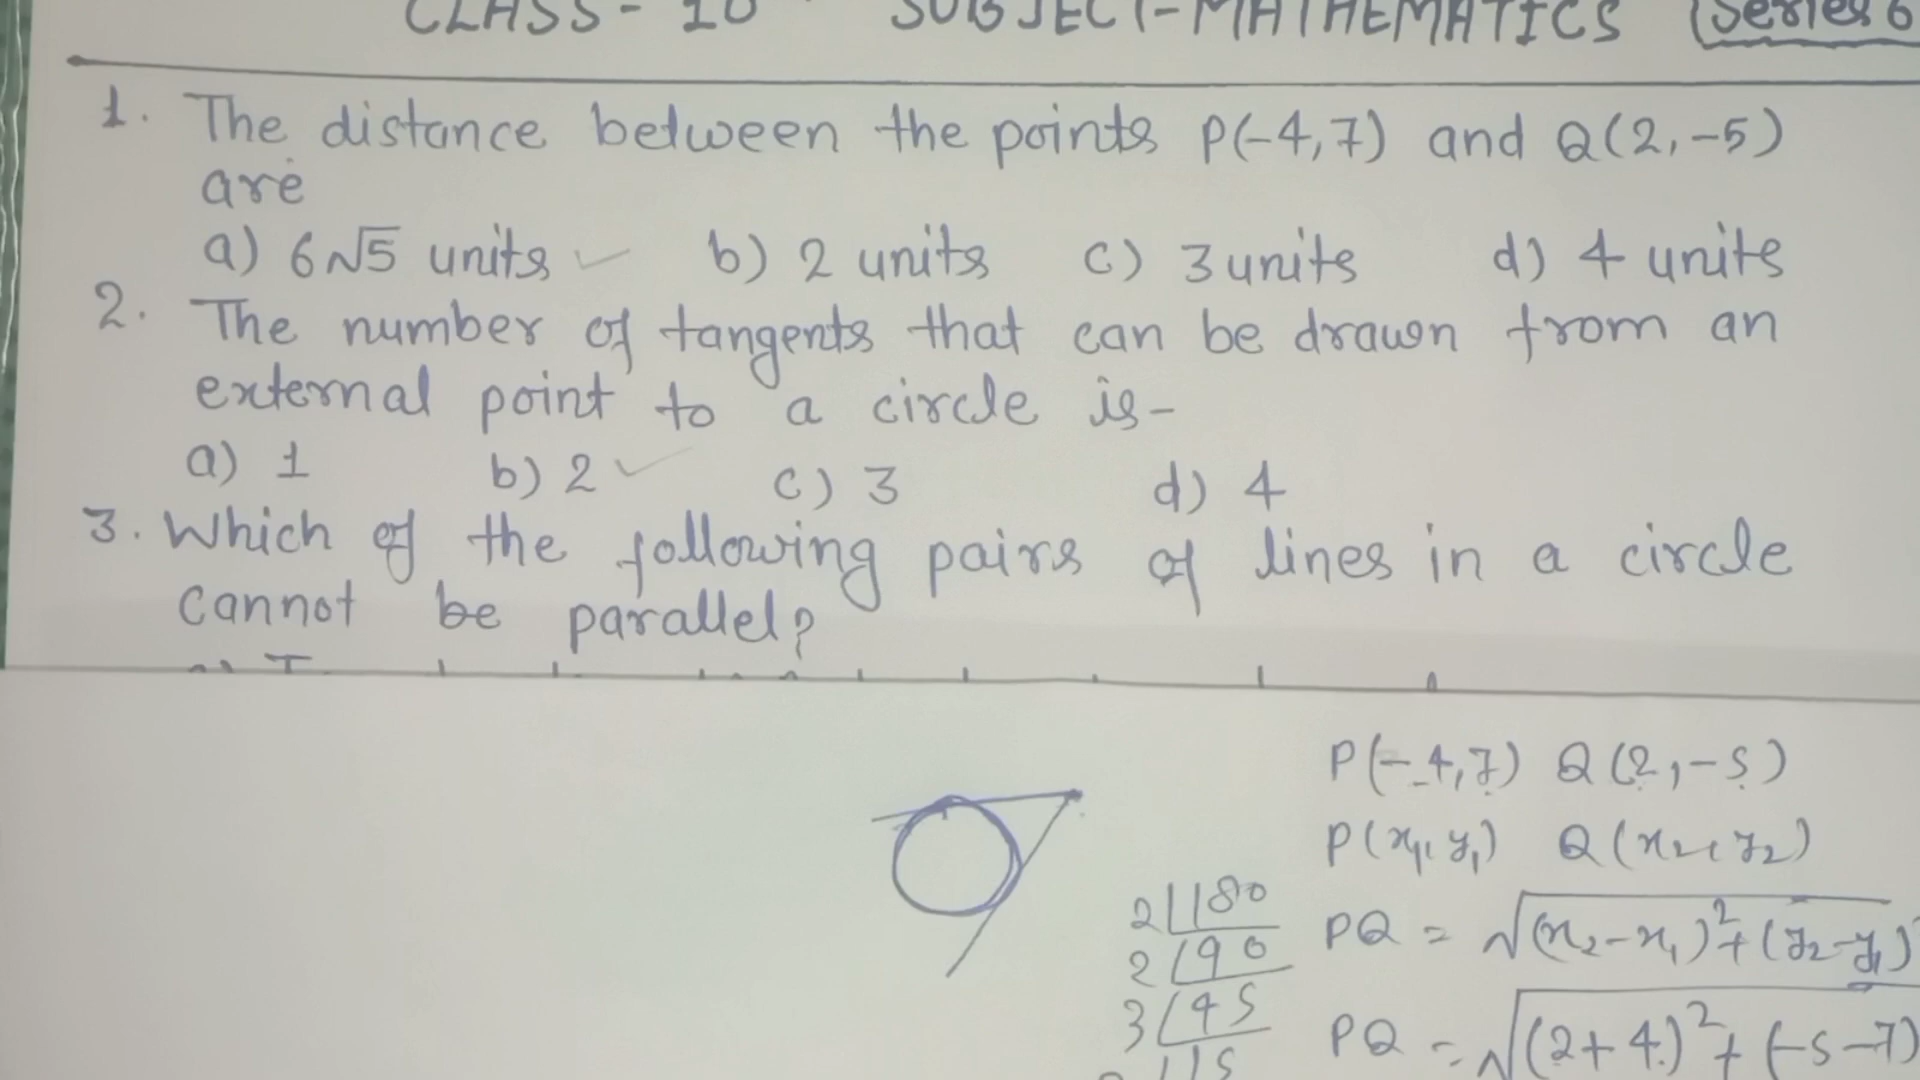 CLASS - 10 SUBJECT-MATHEMATICS (Series 6
1. The distance between the points P(-4,7) and Q(2,-5)
are
a) 6√5 units ✓ b) 2 units c) 3 units d) 4 units
2. The number of tangents that can be drawn from an
external point to a circle is-
a) 1 b) 2 ✓ c) 3 d) 4
3. Which of the following pairs of lines in a circle
cannot be parallel?
P(-4,7) Q(2,-5)
P(x₁,y₁) Q(x₂,y₂)
2|180
PQ = √(x₂-x₁)²+(y₂-y₁)
2|90
3|45
PQ = √(2+4)²+(-5-7)
15